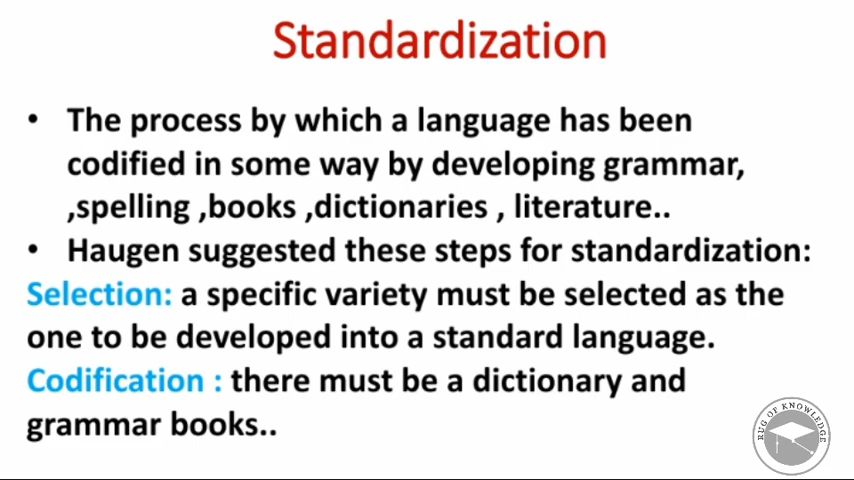 Standardization
• The process by which a language has been
codified in some way by developing grammar,
,spelling ,books ,dictionaries , literature..
• Haugen suggested these steps for standardization:
Selection: a specific variety must be selected as the
one to be developed into a standard language.
Codification : there must be a dictionary and
grammar books..
RUG OF KNOWLEDGE